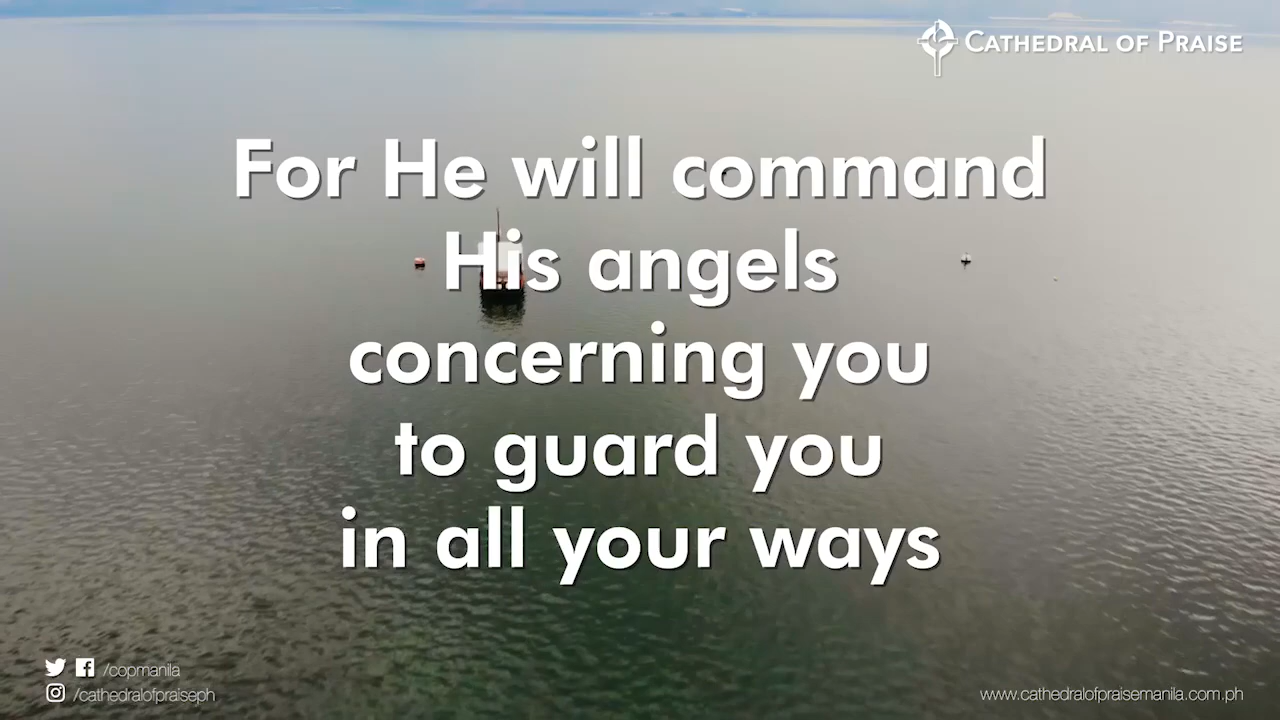 CATHEDRAL OF PRAISE
For He will command
His angels
concerning you
to guard you
in all your ways
/copmanila
/cathedralofpraiseph
www.cathedralofpraisemanila.com.ph